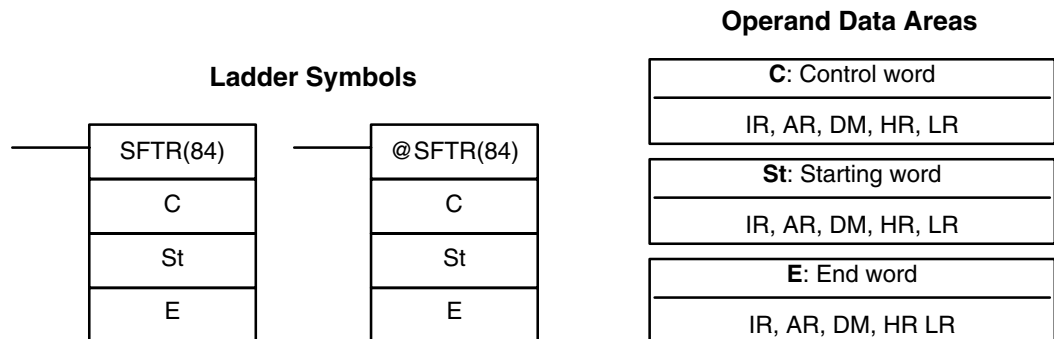 Ladder Symbols
SFTR(84)
C
St
E
@SFTR(84)
C
St
E
Operand Data Areas
C: Control word
IR, AR, DM, HR, LR
St: Starting word
IR, AR, DM, HR, LR
E: End word
IR, AR, DM, HR LR